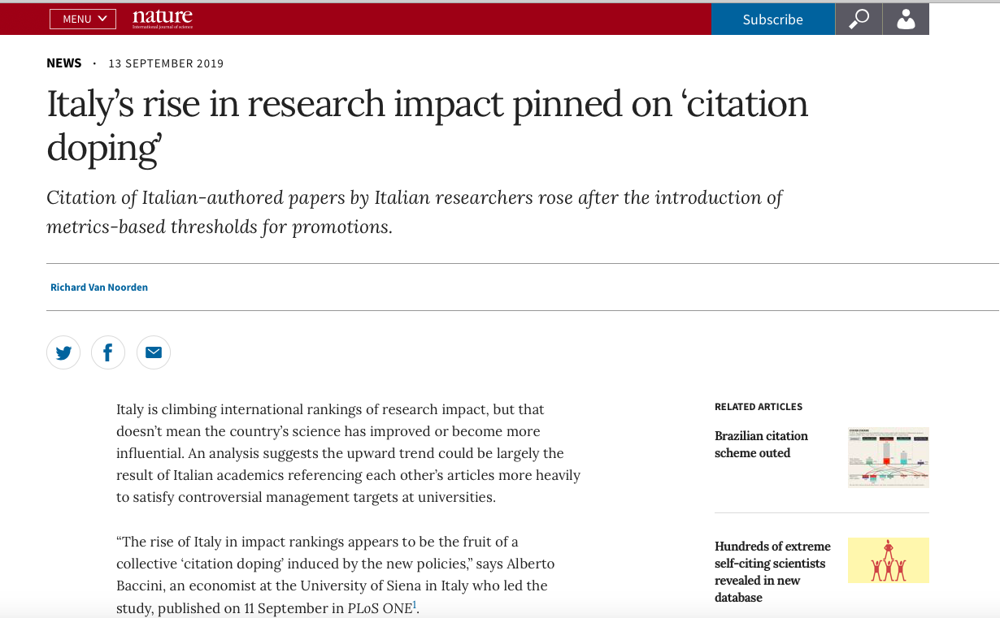 MENU
nature
International journal of science
Subscribe
NEWS · 13 SEPTEMBER 2019
Italy’s rise in research impact pinned on ‘citation
doping’
Citation of Italian-authored papers by Italian researchers rose after the introduction of
metrics-based thresholds for promotions.
Richard Van Noorden
Italy is climbing international rankings of research impact, but that
doesn’t mean the country’s science has improved or become more
influential. An analysis suggests the upward trend could be largely the
result of Italian academics referencing each other’s articles more heavily
to satisfy controversial management targets at universities.
“The rise of Italy in impact rankings appears to be the fruit of a
collective ‘citation doping’ induced by the new policies,” says Alberto
Baccini, an economist at the University of Siena in Italy who led the
study, published on 11 September in PLoS ONE1.
RELATED ARTICLES
Brazilian citation
scheme outed
Hundreds of extreme
self-citing scientists
revealed in new
database